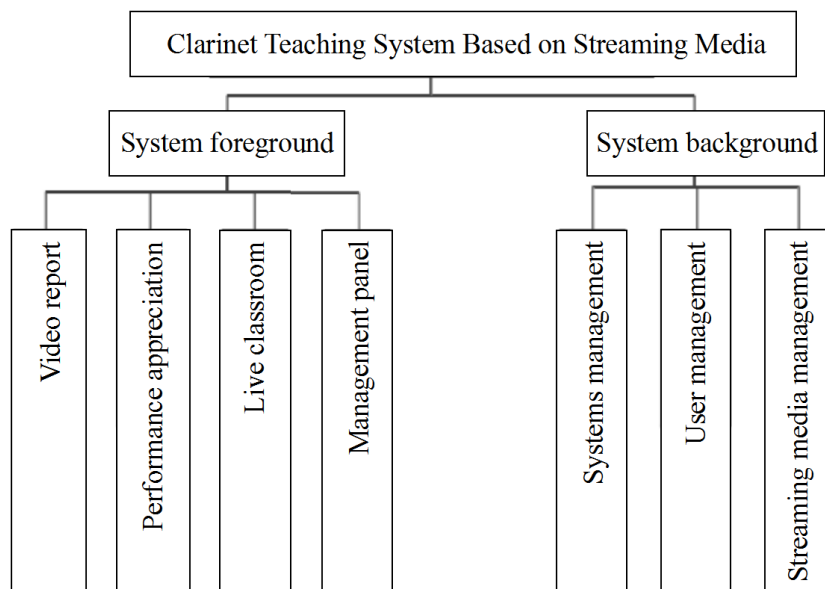 Clarinet Teaching System Based on Streaming Media
System foreground
System background
Video report
Performance appreciation
Live classroom
Management panel
Systems management
User management
Streaming media management